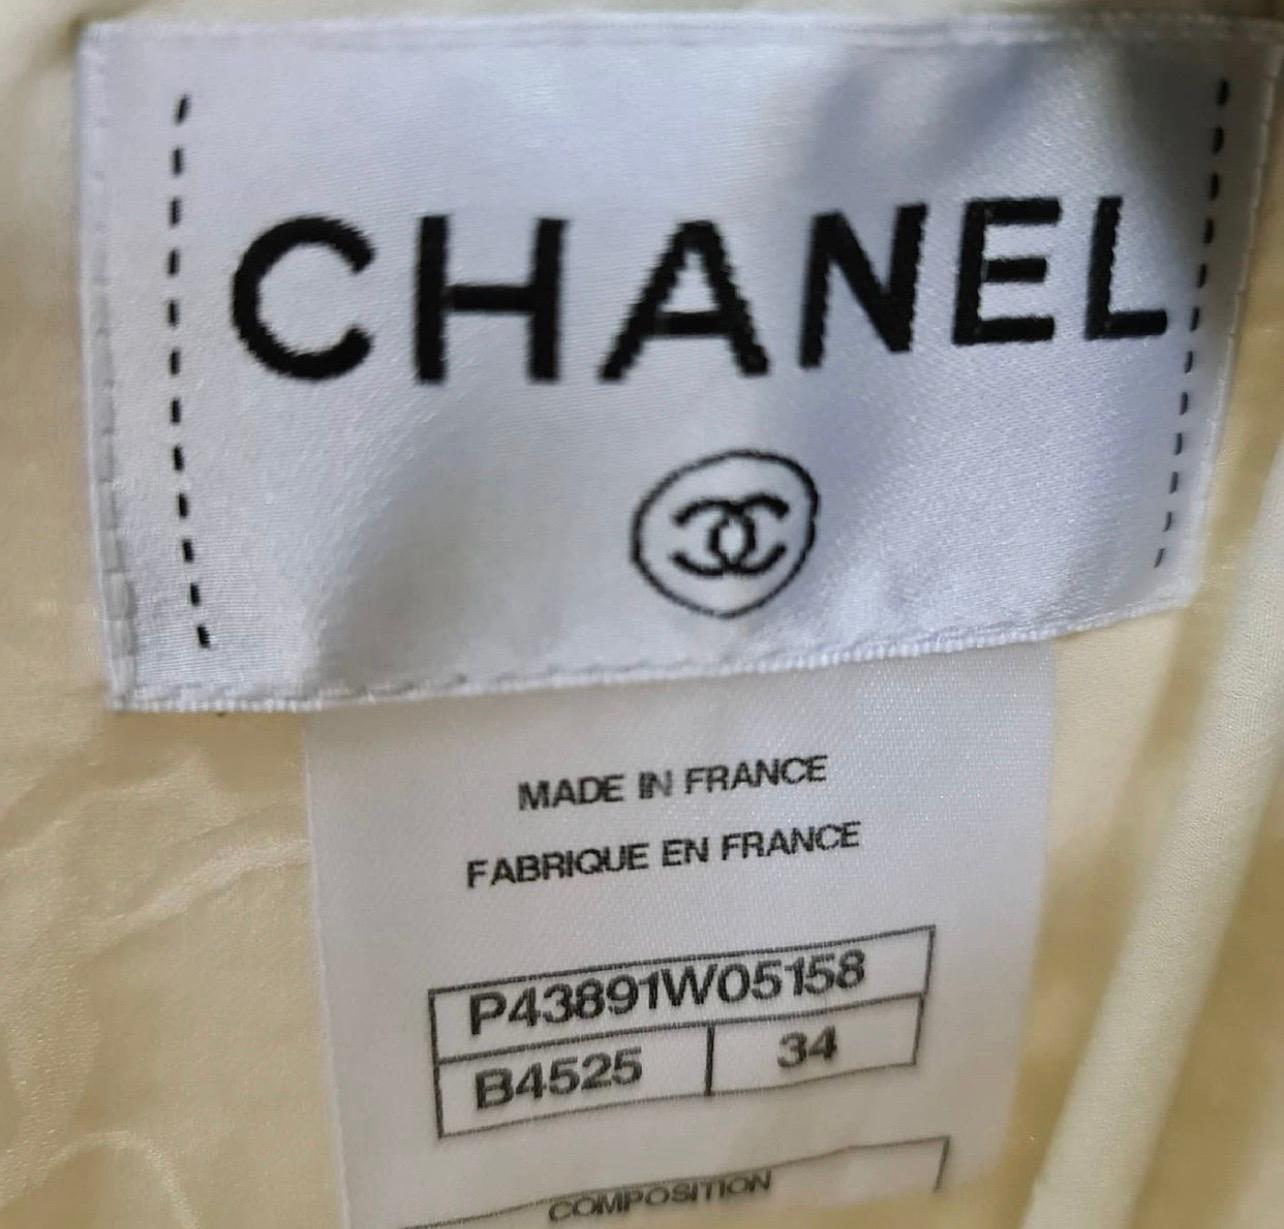 CHANEL
MADE IN FRANCE
FABRIQUE EN FRANCE
P43891W05158
B4525 34
COMPOSITION